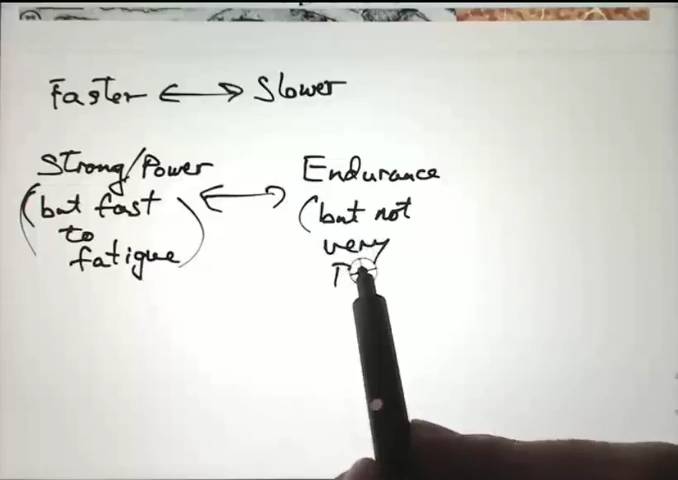 Faster ↔ Slower
Strong/Power ↔ Endurance
(but fast (but not
to very
fatigue)